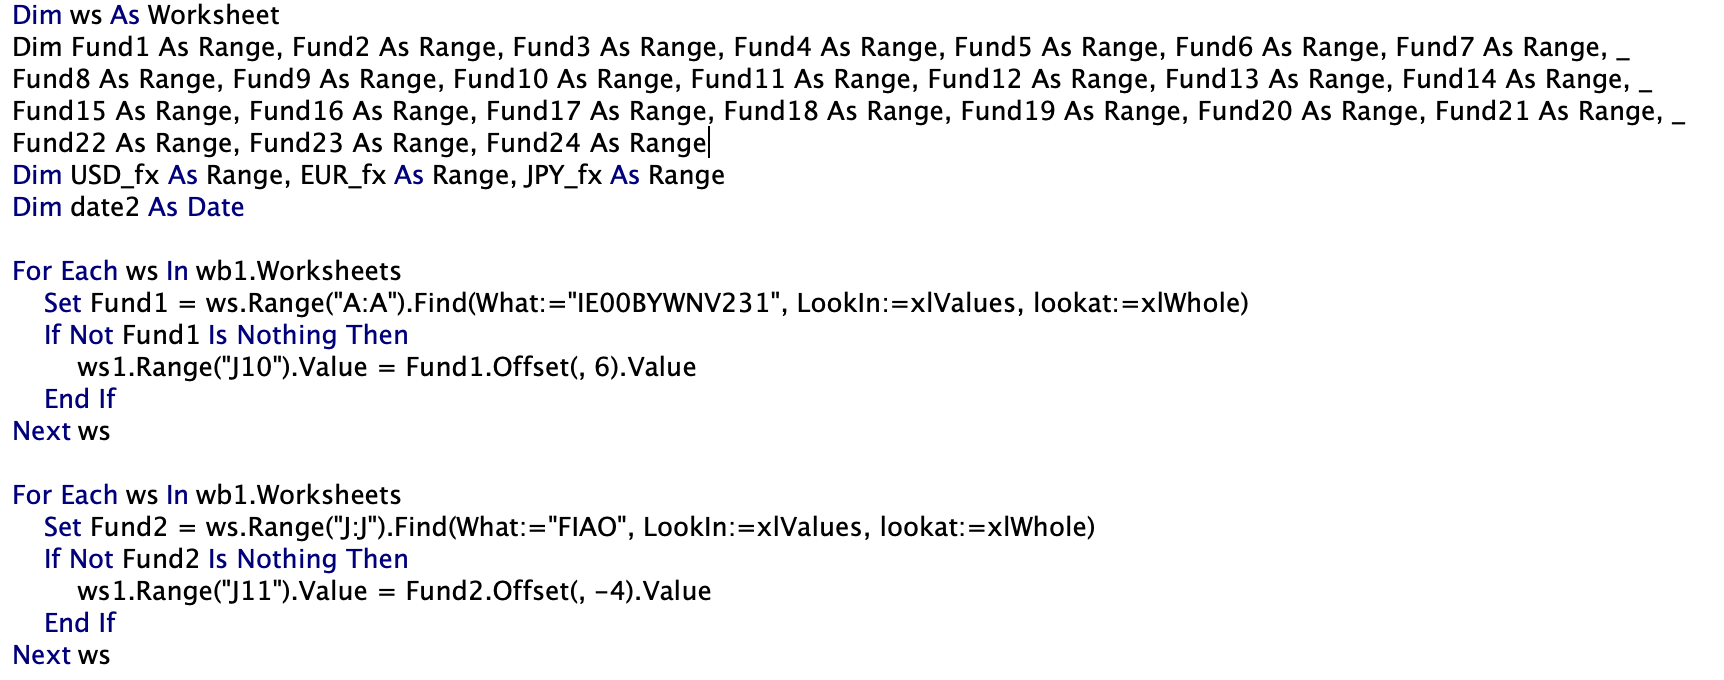 Dim ws As Worksheet
Dim Fund1 As Range, Fund2 As Range, Fund3 As Range, Fund4 As Range, Fund5 As Range, Fund6 As Range, Fund7 As Range, _
Fund8 As Range, Fund9 As Range, Fund10 As Range, Fund11 As Range, Fund12 As Range, Fund13 As Range, Fund14 As Range, _
Fund15 As Range, Fund16 As Range, Fund17 As Range, Fund18 As Range, Fund19 As Range, Fund20 As Range, Fund21 As Range, _
Fund22 As Range, Fund23 As Range, Fund24 As Range
Dim USD_fx As Range, EUR_fx As Range, JPY_fx As Range
Dim date2 As Date
For Each ws In wb1.Worksheets
Set Fund1 = ws.Range("A:A").Find(What:="IE00BYWNV231", LookIn:=xlValues, lookat:=xlWhole)
If Not Fund1 Is Nothing Then
ws1.Range("J10").Value = Fund1.Offset(, 6).Value
End If
Next ws
For Each ws In wb1.Worksheets
Set Fund2 = ws.Range("J:J").Find(What:="FIAO", LookIn:=xlValues, lookat:=xlWhole)
If Not Fund2 Is Nothing Then
ws1.Range("J11").Value = Fund2.Offset(, -4).Value
End If
Next ws